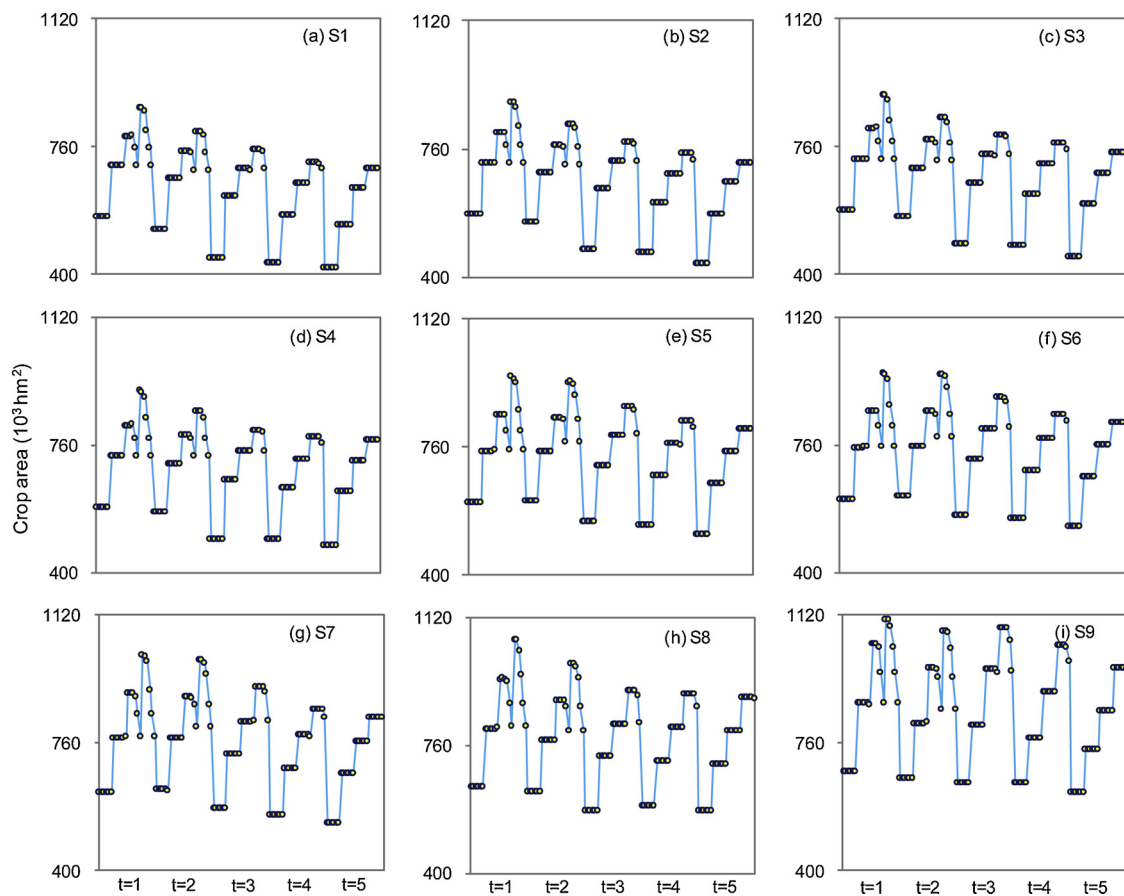 1120
(a) S1
760
400
1120
(b) S2
760
400
1120
(c) S3
760
400
Crop area (10³ hm²)
1120
(d) S4
760
400
1120
(e) S5
760
400
1120
(f) S6
760
400
1120
(g) S7
760
400
t=1 t=2 t=3 t=4 t=5
1120
(h) S8
760
400
t=1 t=2 t=3 t=4 t=5
1120
(i) S9
760
400
t=1 t=2 t=3 t=4 t=5